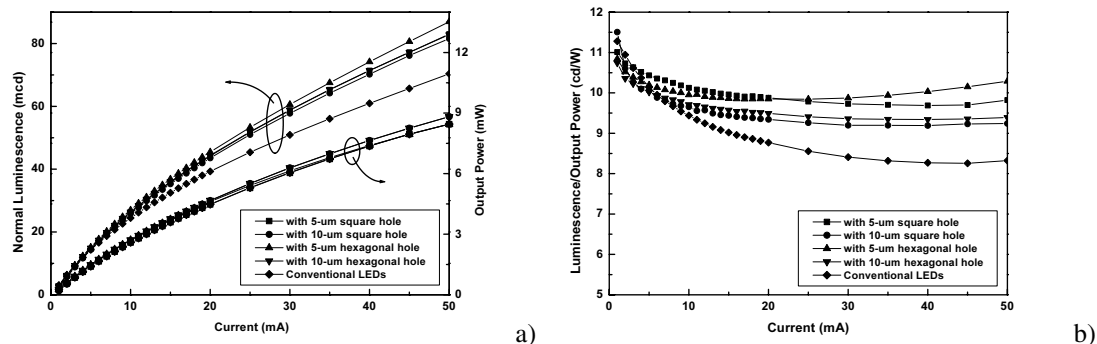 80
60
40
20
0
Normal Luminescence (mcd)
12
9
6
3
0
Output Power (mW)
with 5-um square hole
with 10-um square hole
with 5-um hexagonal hole
with 10-um hexagonal hole
Conventional LEDs
0 10 20 30 40 50
Current (mA)
a)
12
11
10
9
8
7
6
5
Luminescence/Output Power (cd/W)
with 5-um square hole
with 10-um square hole
with 5-um hexagonal hole
with 10-um hexagonal hole
Conventional LEDs
0 10 20 30 40 50
Current (mA)
b)